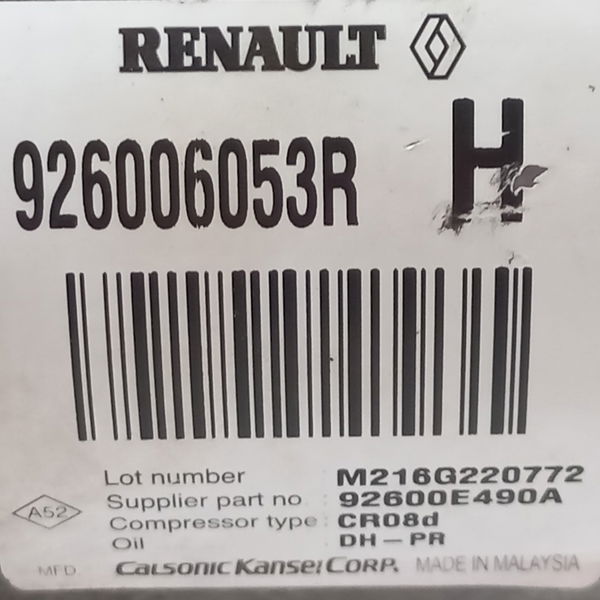 RENAULT
926006053R H
Lot number M216G220772
Supplier part no 92600E490A
A52
Compressor type : CR08d
Oil DH-PR
MFD. CALSONIC KANSEI CORP. MADE IN MALAYSIA